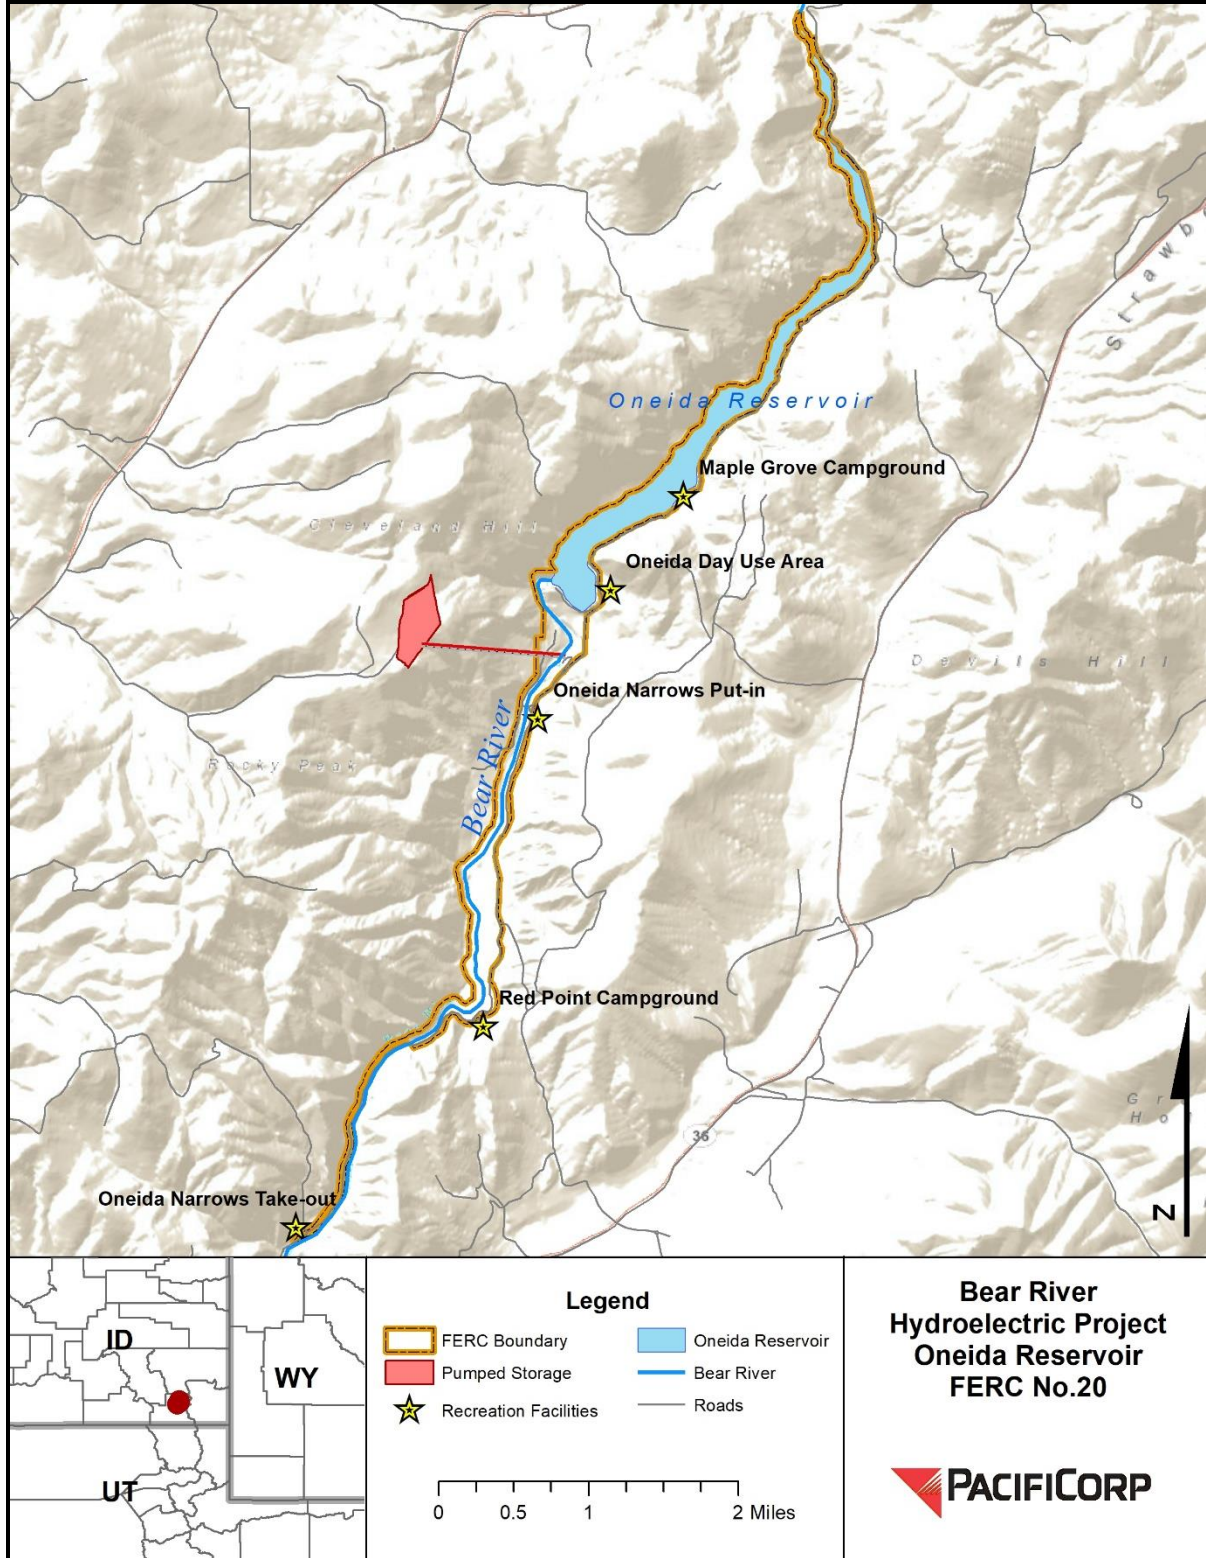 Strawb
Oneida Reservoir
Maple Grove Campground
Cleveland Hill
Oneida Day Use Area
Devils Hill
Oneida Narrows Put-in
Bear River
Rocky Peak
Red Point Campground
Gr
Ho
36
Oneida Narrows Take-out
N
ID
WY
UT
Legend
FERC Boundary
Pumped Storage
Recreation Facilities
Oneida Reservoir
Bear River
Roads
0 0.5 1 2 Miles
Bear River
Hydroelectric Project
Oneida Reservoir
FERC No.20
PACIFICORP